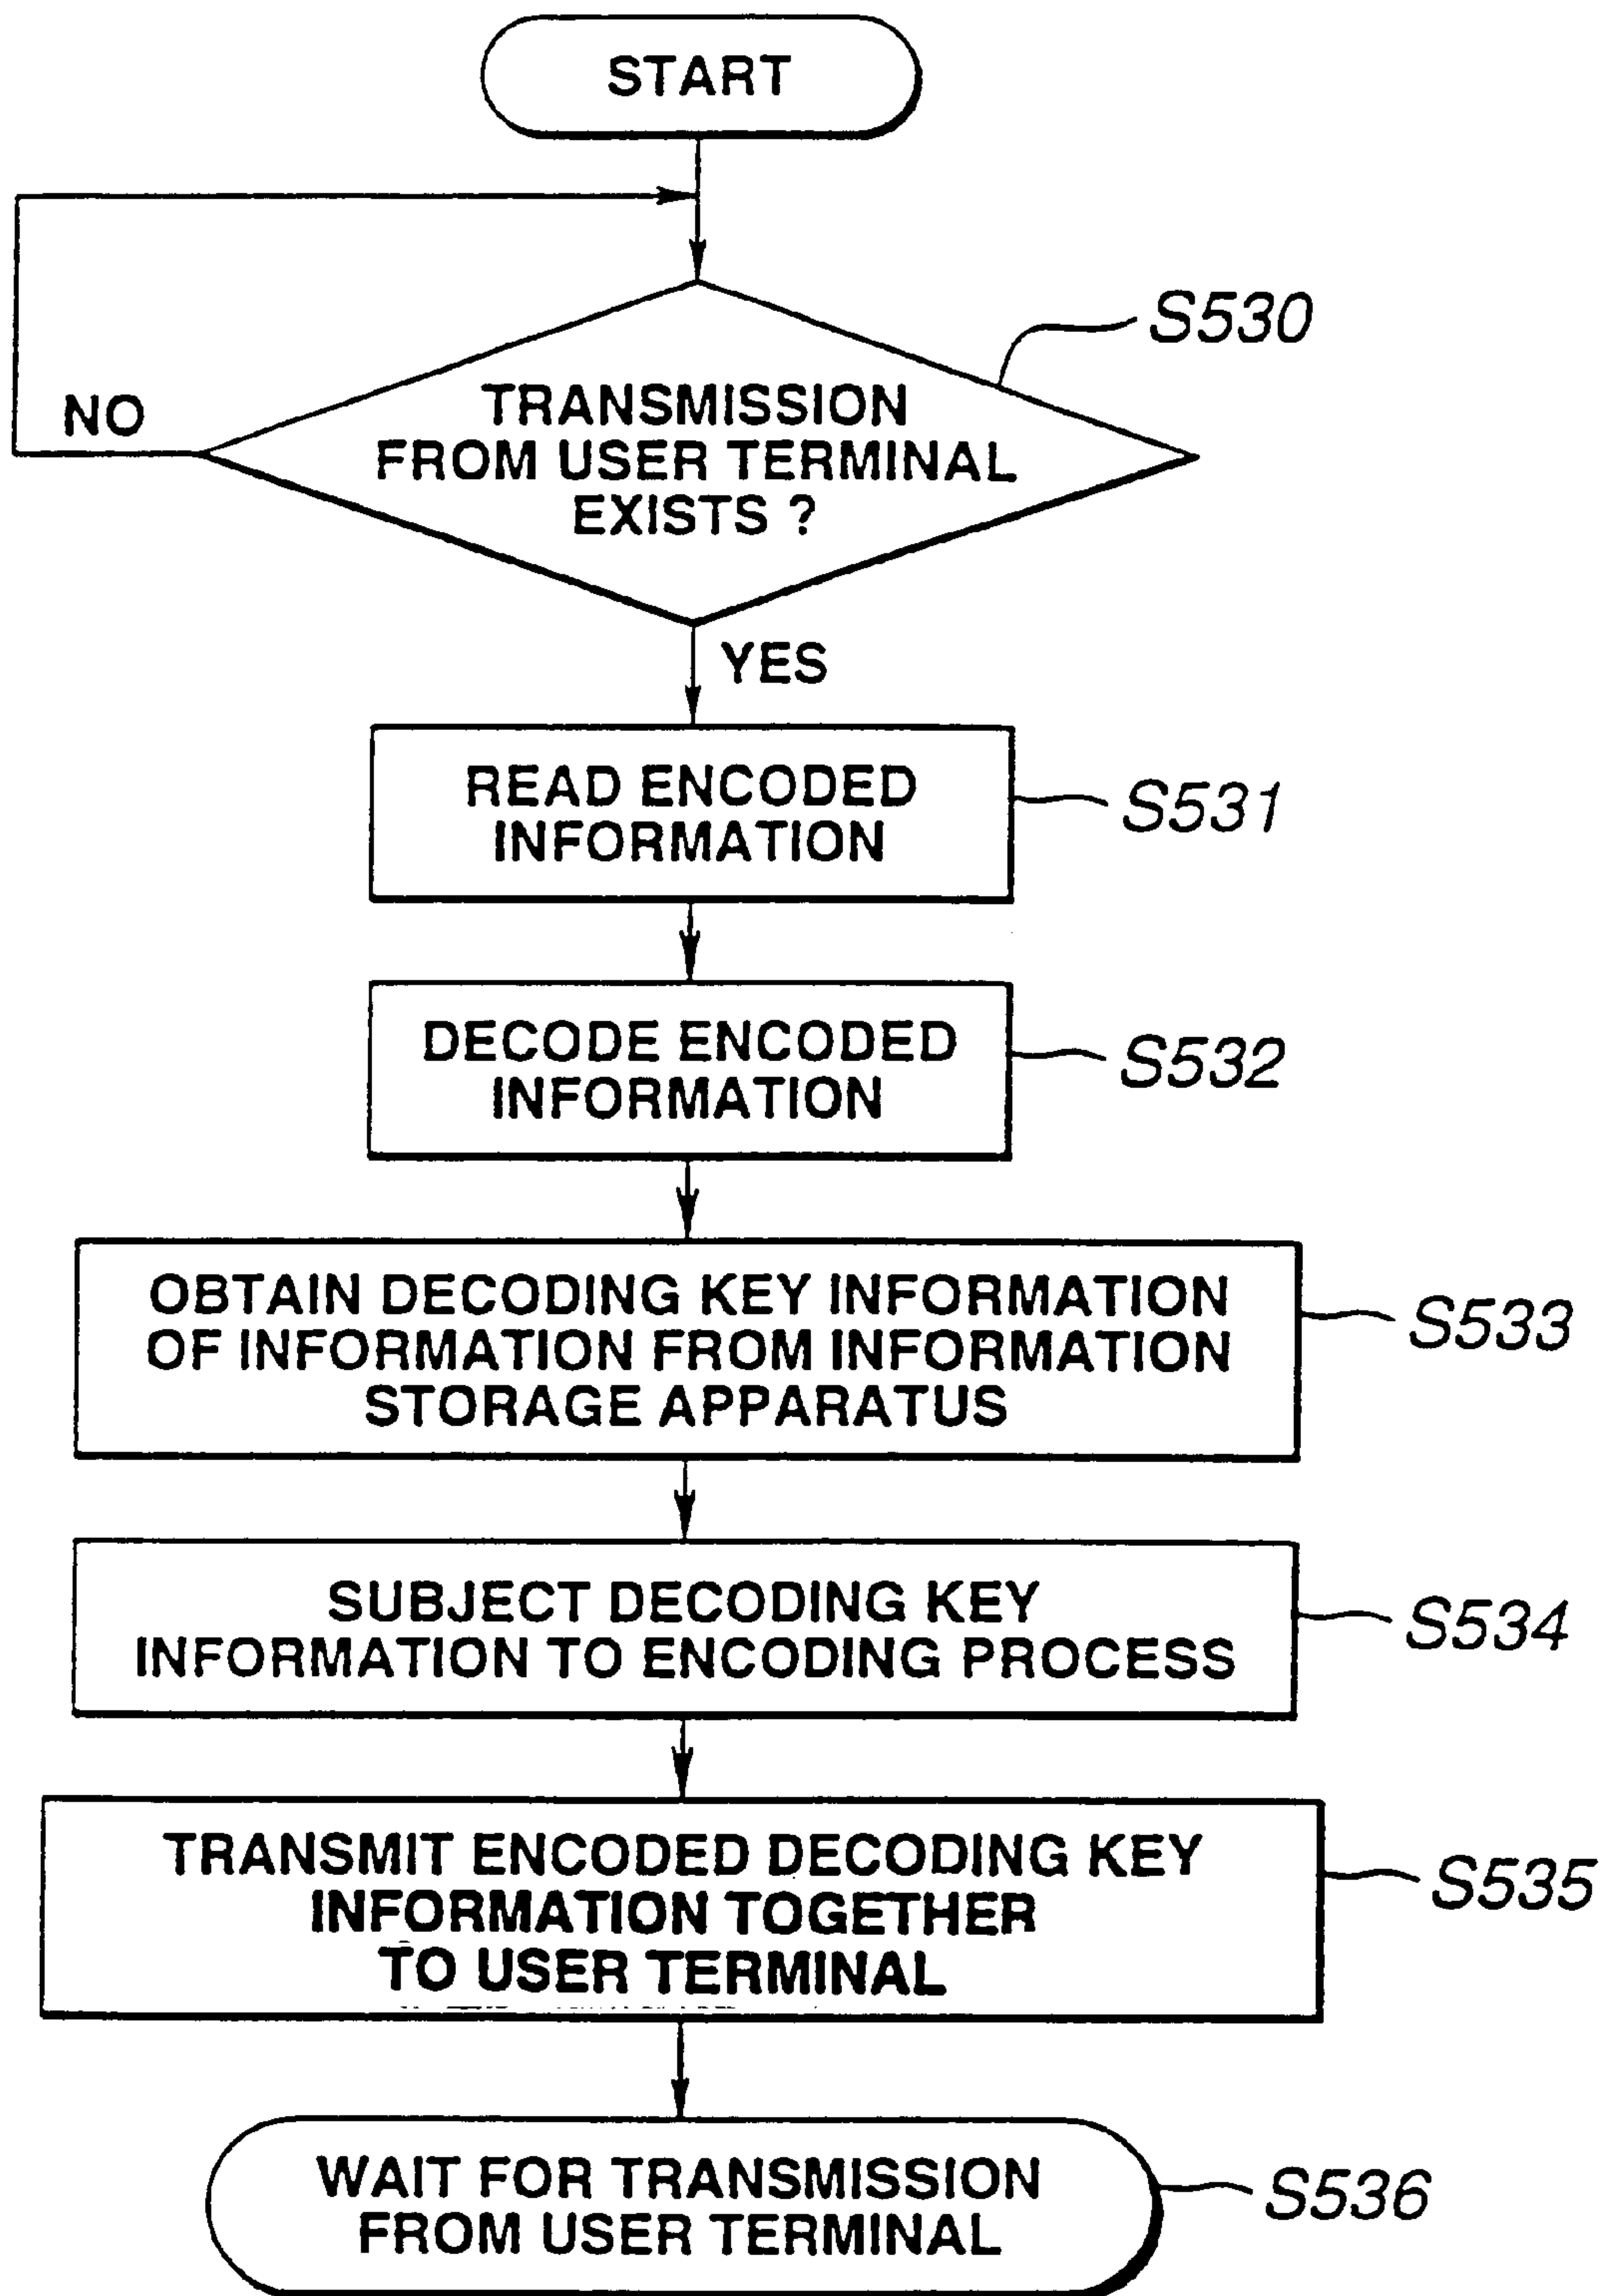 START
S530
NO
TRANSMISSION
FROM USER TERMINAL
EXISTS ?
YES
READ ENCODED
INFORMATION
S531
DECODE ENCODED
INFORMATION
S532
OBTAIN DECODING KEY INFORMATION
OF INFORMATION FROM INFORMATION
STORAGE APPARATUS
S533
SUBJECT DECODING KEY
INFORMATION TO ENCODING PROCESS
S534
TRANSMIT ENCODED DECODING KEY
INFORMATION TOGETHER
TO USER TERMINAL
S535
WAIT FOR TRANSMISSION
FROM USER TERMINAL
S536